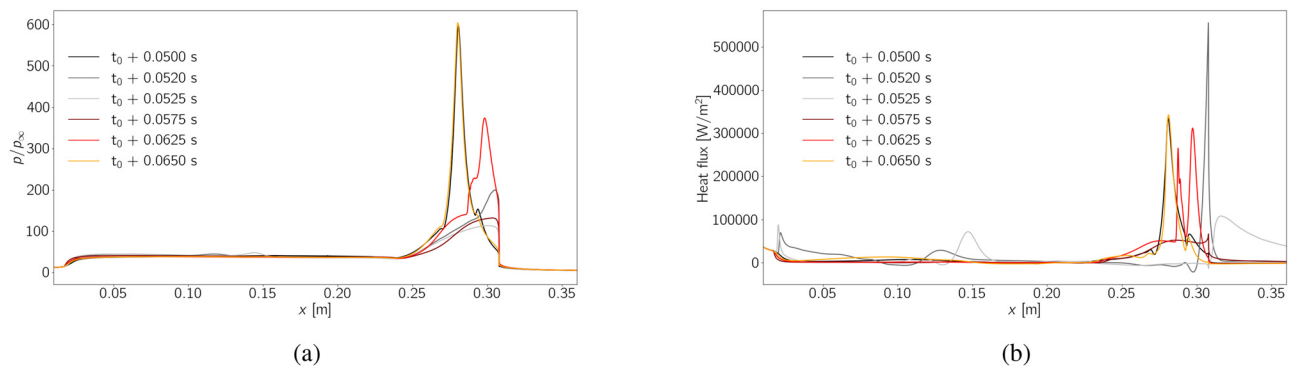 600
500
400
300
200
100
0
p/p∞
t₀ + 0.0500 s
t₀ + 0.0520 s
t₀ + 0.0525 s
t₀ + 0.0575 s
t₀ + 0.0625 s
t₀ + 0.0650 s
0.05 0.10 0.15 0.20 0.25 0.30 0.35
x [m]
(a)
500000
400000
300000
200000
100000
0
Heat flux [W/m²]
t₀ + 0.0500 s
t₀ + 0.0520 s
t₀ + 0.0525 s
t₀ + 0.0575 s
t₀ + 0.0625 s
t₀ + 0.0650 s
0.05 0.10 0.15 0.20 0.25 0.30 0.35
x [m]
(b)